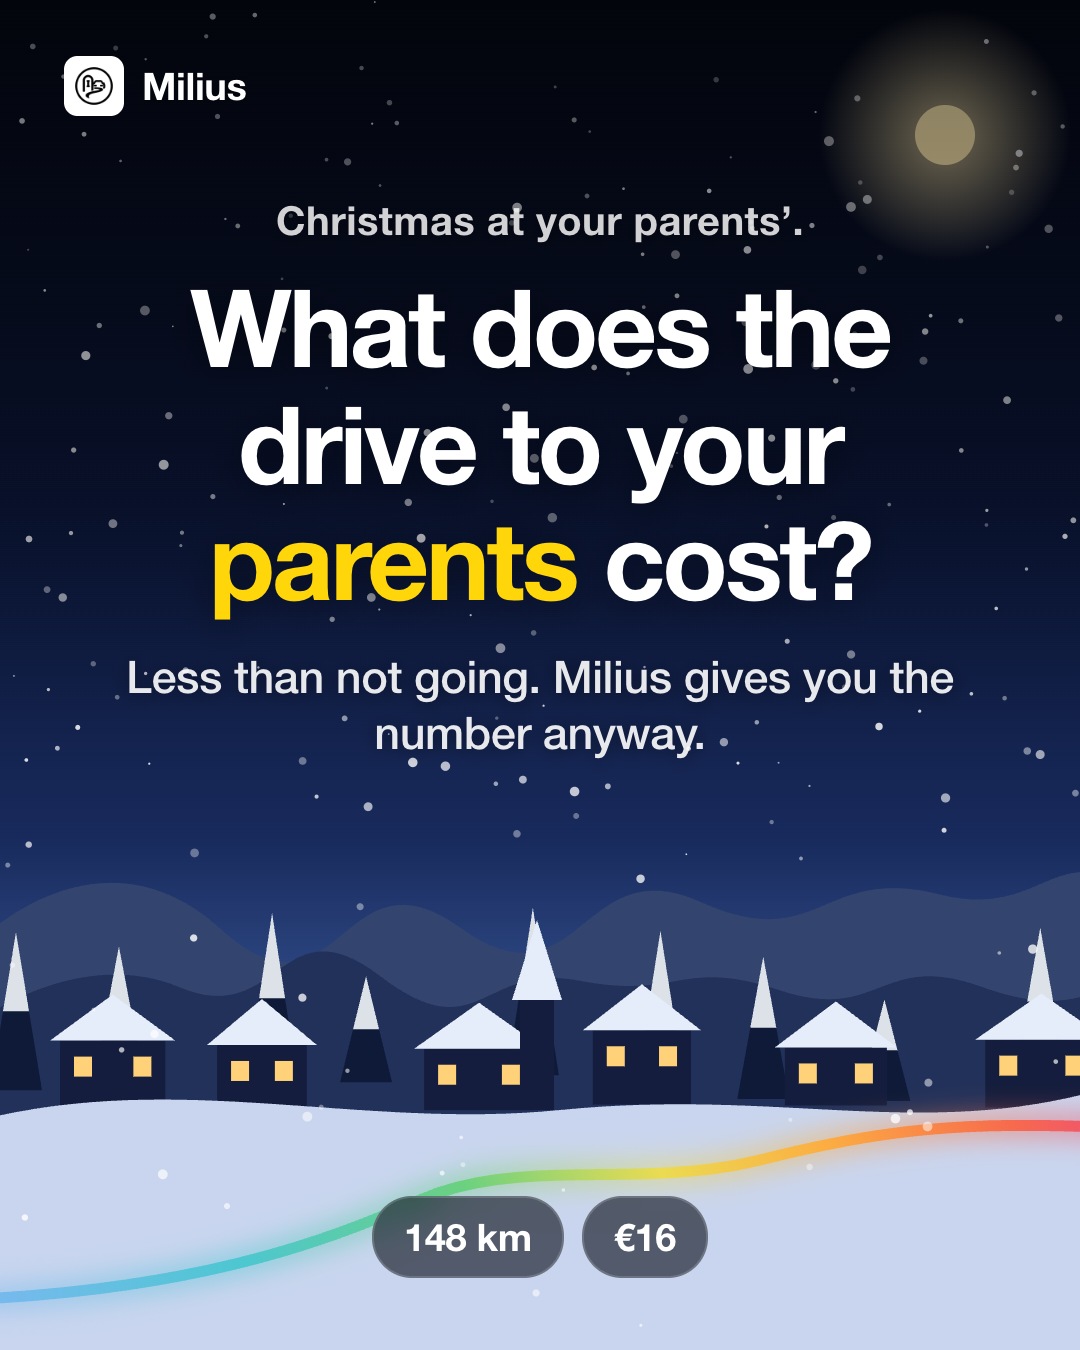 Milius
Christmas at your parents’.
What does the
drive to your
parents cost?
Less than not going. Milius gives you the
number anyway.
148 km
€16